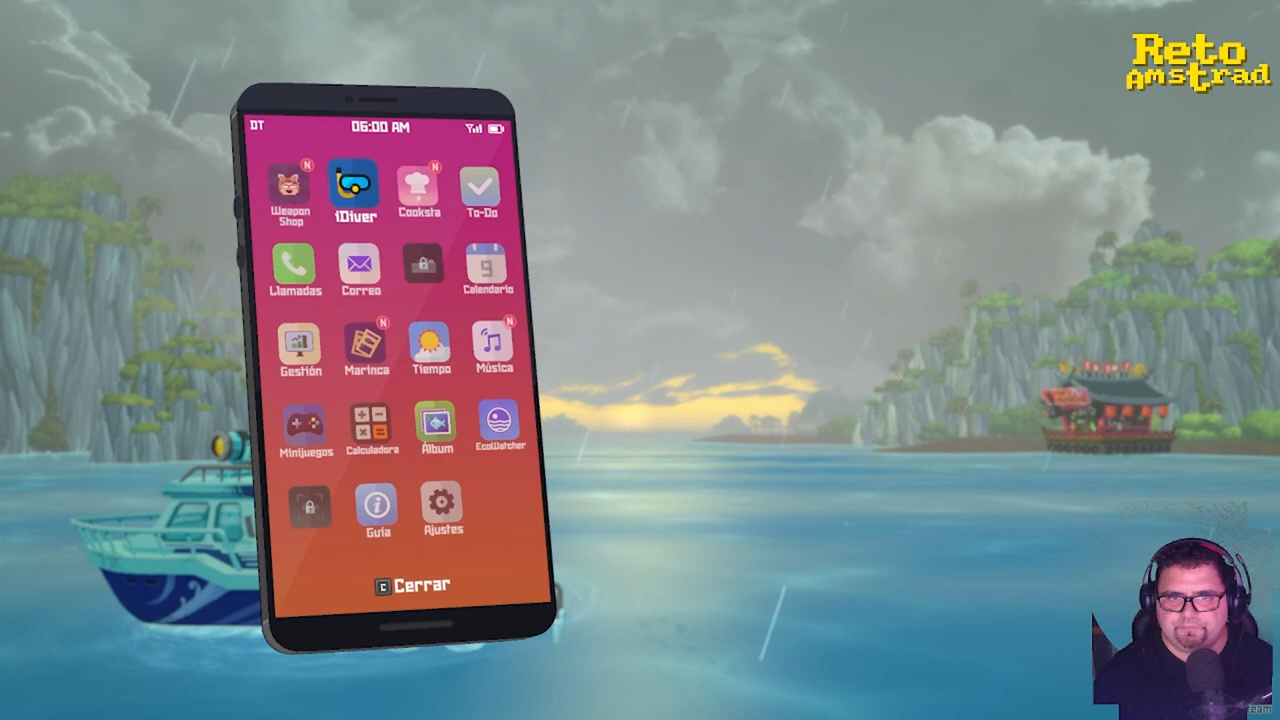 Reto
Amstrad
DT
06:00 AM
N
N
Weapon
Shop
iDiver
Cooksta
To-Do
9
Llamadas
Correo
Calendario
N
N
Gestión
Marinca
Tiempo
Música
Minijuegos
Calculadora
Álbum
EcoWatcher
Guía
Ajustes
C Cerrar